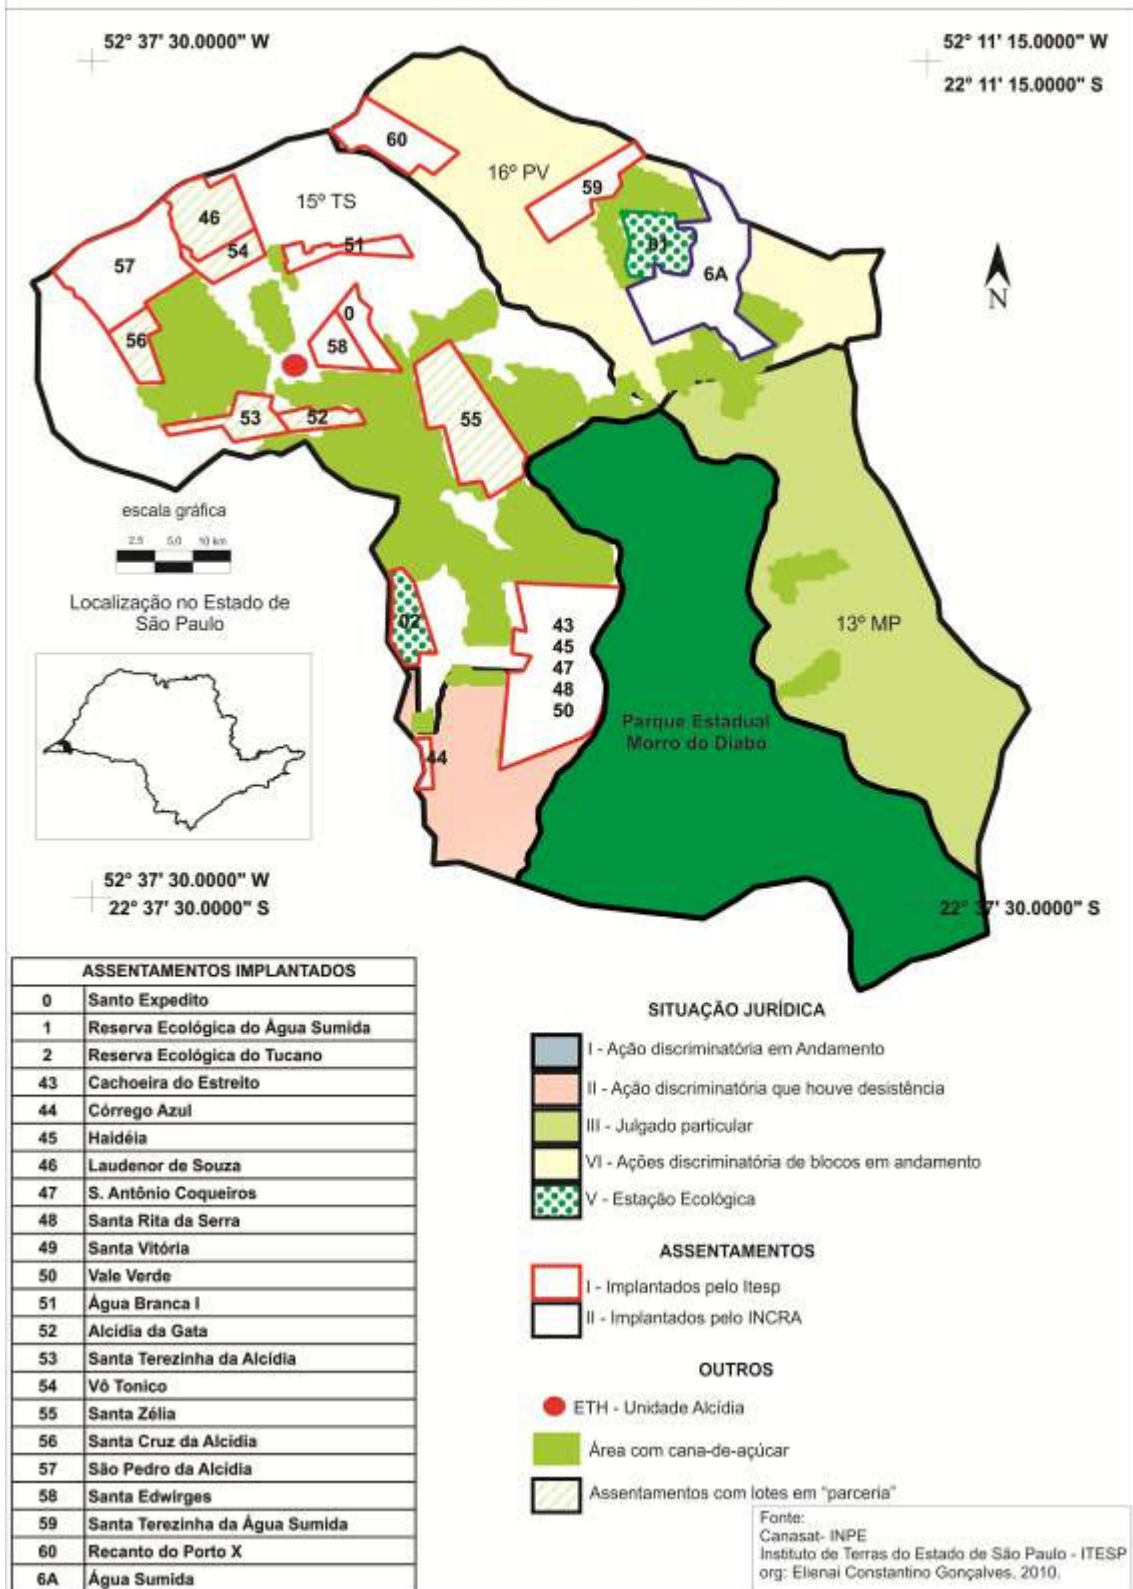 52° 37' 30.0000" W
52° 11' 15.0000" W
22° 11' 15.0000" S
60
16º PV
59
15º TS
46
51
54
57
01
6A
0
56
58
53
52
55
N
escala gráfica
2,5 5,0 10 km
Localização no Estado de
São Paulo
02
43
45
47
48
50
13º MP
Parque Estadual
Morro do Diabo
44
52° 37' 30.0000" W
22° 37' 30.0000" S
22° 37' 30.0000" S
ASSENTAMENTOS IMPLANTADOS
0 Santo Expedito
1 Reserva Ecológica do Água Sumida
2 Reserva Ecológica do Tucano
43 Cachoeira do Estreito
44 Córrego Azul
45 Haidéia
46 Laudenor de Souza
47 S. Antônio Coqueiros
48 Santa Rita da Serra
49 Santa Vitória
50 Vale Verde
51 Água Branca I
52 Alcídia da Gata
53 Santa Terezinha da Alcídia
54 Vô Tonico
55 Santa Zélia
56 Santa Cruz da Alcídia
57 São Pedro da Alcídia
58 Santa Edwirges
59 Santa Terezinha da Água Sumida
60 Recanto do Porto X
6A Água Sumida
SITUAÇÃO JURÍDICA
I - Ação discriminatória em Andamento
II - Ação discriminatória que houve desistência
III - Julgado particular
VI - Ações discriminatória de blocos em andamento
V - Estação Ecológica
ASSENTAMENTOS
I - Implantados pelo Itesp
II - Implantados pelo INCRA
OUTROS
ETH - Unidade Alcídia
Área com cana-de-açúcar
Assentamentos com lotes em "parceria"
Fonte:
Canasat- INPE
Instituto de Terras do Estado de São Paulo - ITESP
org: Elienai Constantino Gonçalves, 2010.